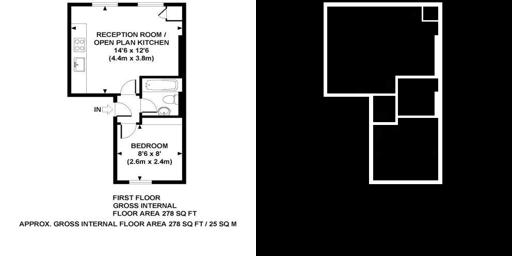 RECEPTION ROOM /
OPEN PLAN KITCHEN
14'6 x 12'6
(4.4m x 3.8m)
IN
BEDROOM
8'6 x 8'
(2.6m x 2.4m)
FIRST FLOOR
GROSS INTERNAL
FLOOR AREA 278 SQ FT
APPROX. GROSS INTERNAL FLOOR AREA 278 SQ FT / 25 SQ M